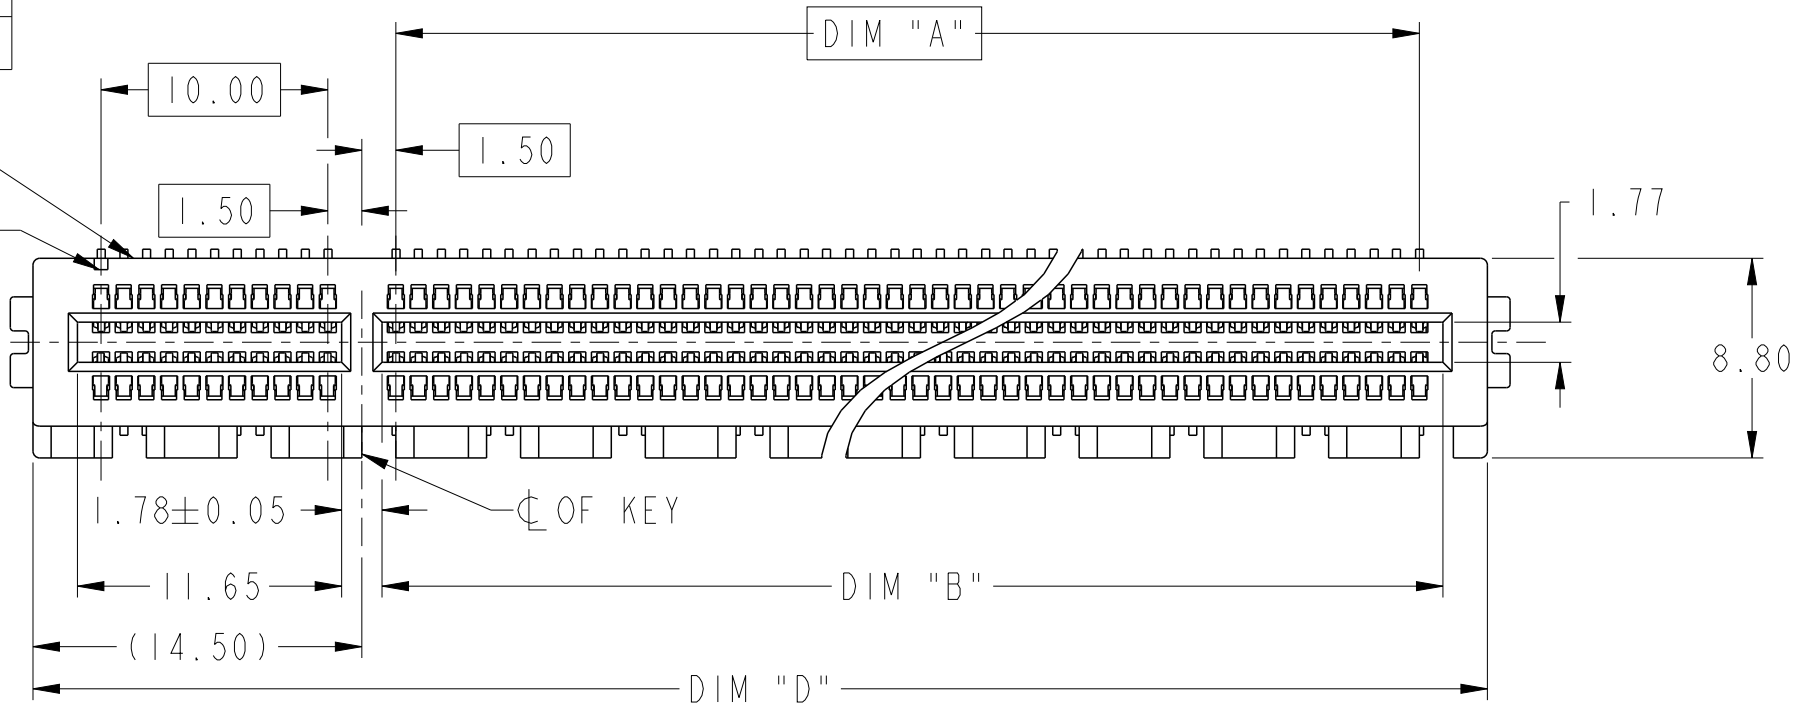 DIM "A"
10.00
1.50
1.50
1.77
8.80
1.78±0.05
℄ OF KEY
11.65
DIM "B"
(14.50)
DIM "D"